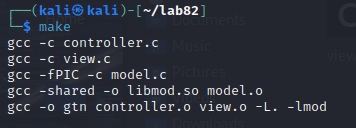 ┌──(kali㉿kali)-[~/lab82]
└─$ make
gcc -c controller.c
gcc -c view.c
gcc -fPIC -c model.c
gcc -shared -o libmod.so model.o
gcc -o gtn controller.o view.o -L. -lmod